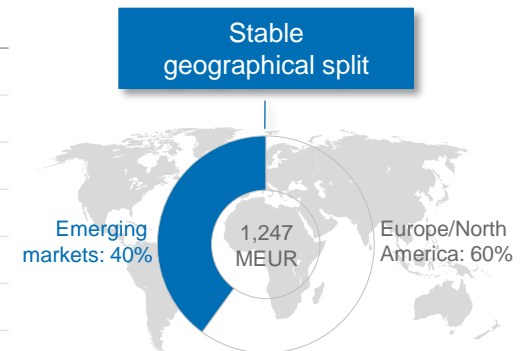 Stable
geographical split
Emerging
markets: 40%
1,247
MEUR
Europe/North
America: 60%